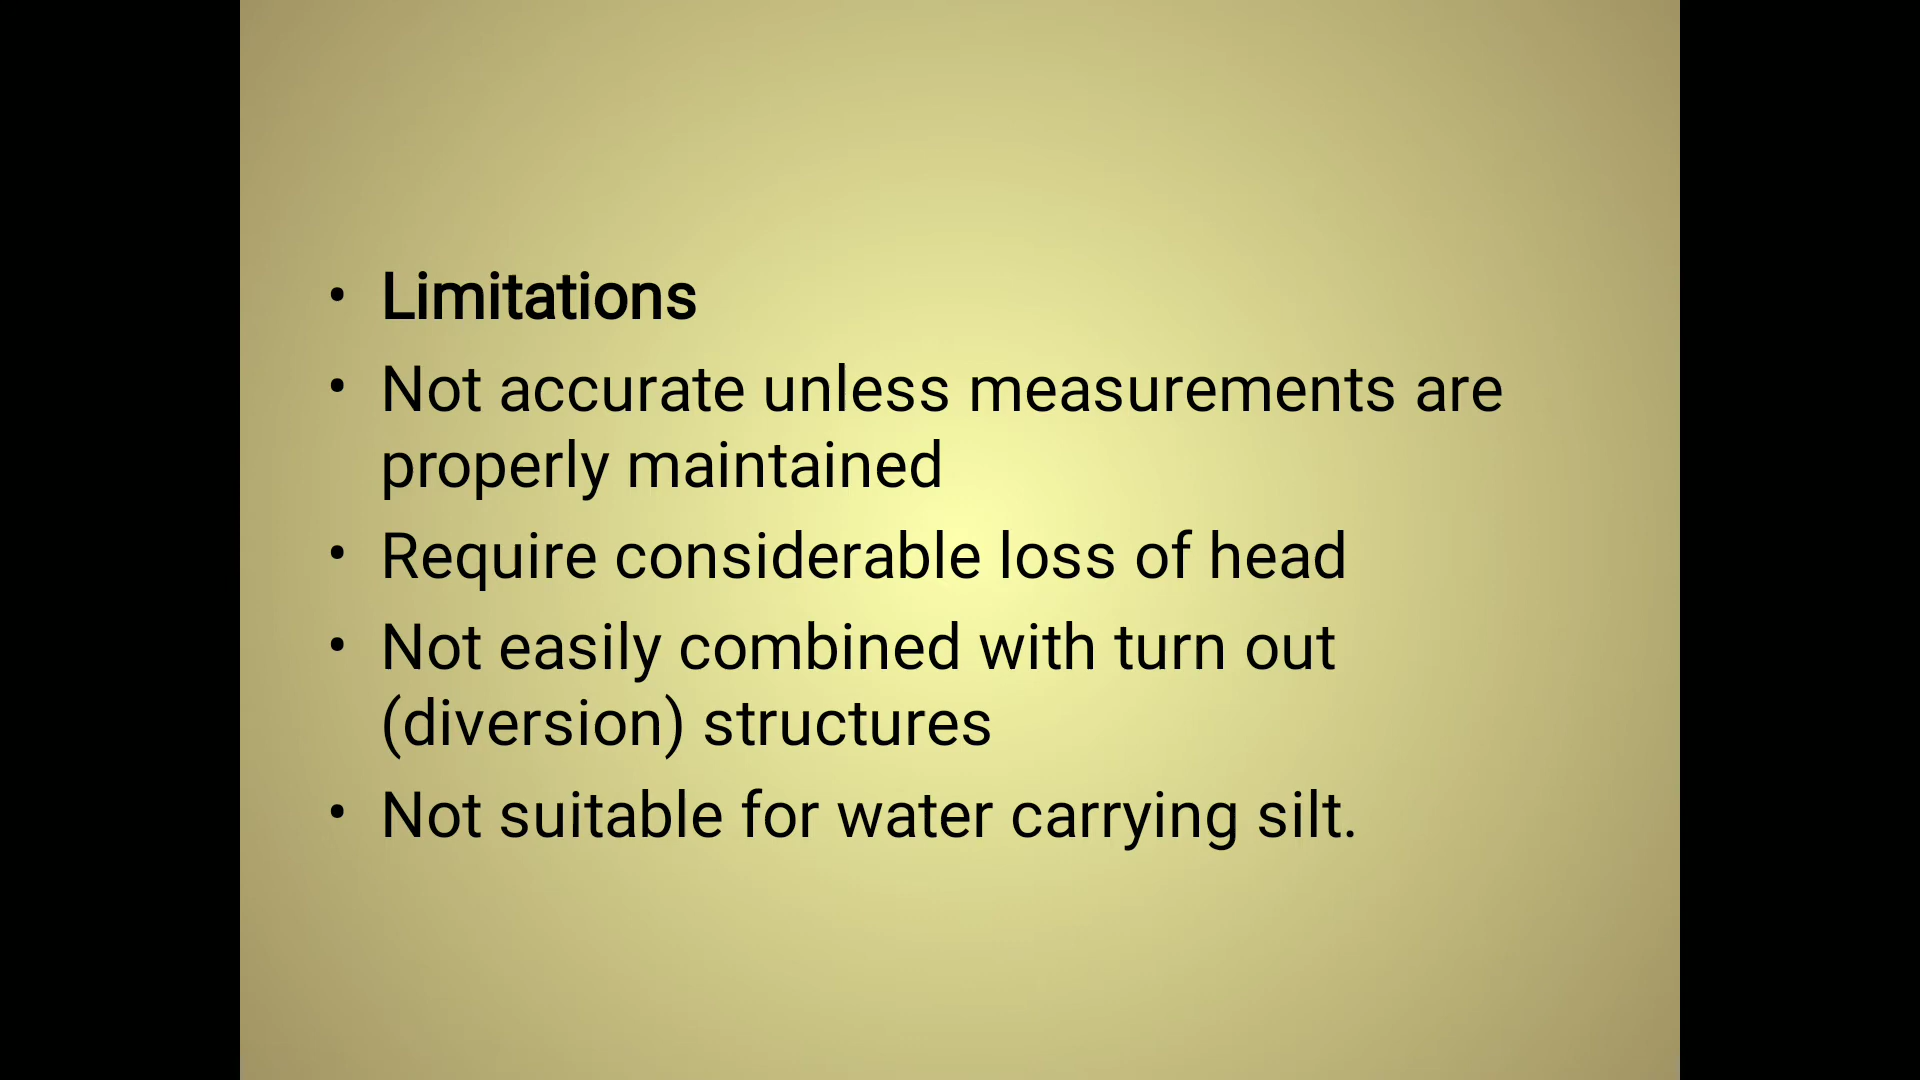 • Limitations
• Not accurate unless measurements are
properly maintained
• Require considerable loss of head
• Not easily combined with turn out
(diversion) structures
• Not suitable for water carrying silt.